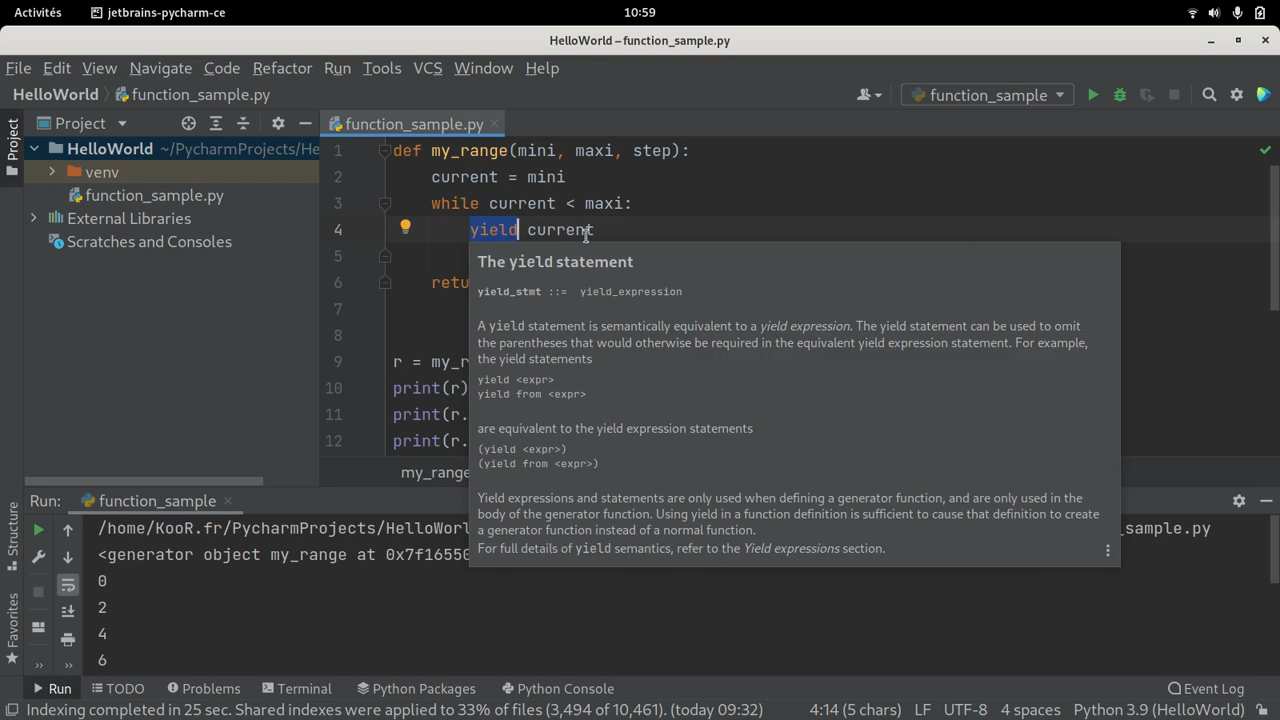 Activités jetbrains-pycharm-ce 10:59
HelloWorld – function_sample.py
File Edit View Navigate Code Refactor Run Tools VCS Window Help
HelloWorld function_sample.py function_sample
Project Project function_sample.py
HelloWorld ~/PycharmProjects/He
venv
function_sample.py
External Libraries
Scratches and Consoles
1 def my_range(mini, maxi, step):
2 current = mini
3 while current < maxi:
4 yield current
5
6 retu
7
8
9 r = my_r
10 print(r)
11 print(r.
12 print(r.
my_range
The yield statement
yield_stmt ::= yield_expression
A yield statement is semantically equivalent to a yield expression. The yield statement can be used to omit
the parentheses that would otherwise be required in the equivalent yield expression statement. For example,
the yield statements
yield <expr>
yield from <expr>
are equivalent to the yield expression statements
(yield <expr>)
(yield from <expr>)
Yield expressions and statements are only used when defining a generator function, and are only used in the
body of the generator function. Using yield in a function definition is sufficient to cause that definition to create
a generator function instead of a normal function.
For full details of yield semantics, refer to the Yield expressions section.
Structure
Favorites
Run: function_sample
/home/KooR.fr/PycharmProjects/HelloWorl
_sample.py
<generator object my_range at 0x7f16550
0
2
4
6
Run TODO Problems Terminal Python Packages Python Console Event Log
Indexing completed in 25 sec. Shared indexes were applied to 33% of files (3,494 of 10,461). (today 09:32) 4:14 (5 chars) LF UTF-8 4 spaces Python 3.9 (HelloWorld)